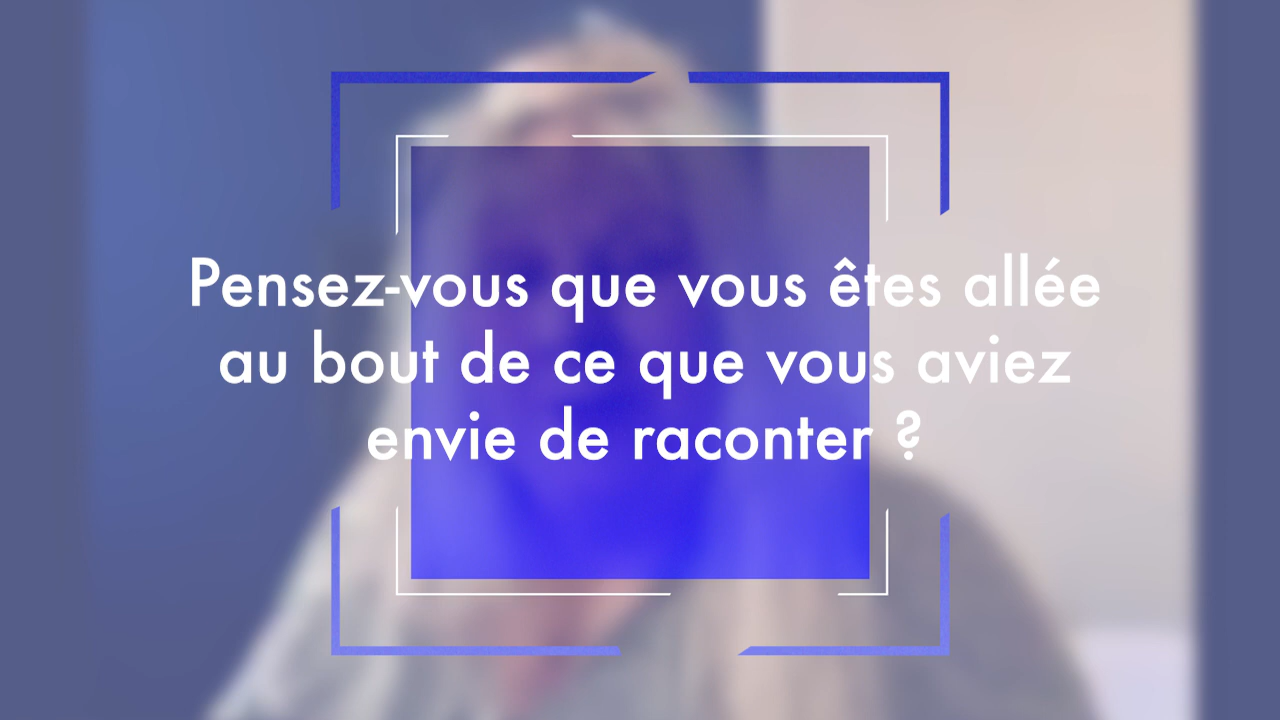 Pensez-vous que vous êtes allée
au bout de ce que vous aviez
envie de raconter ?